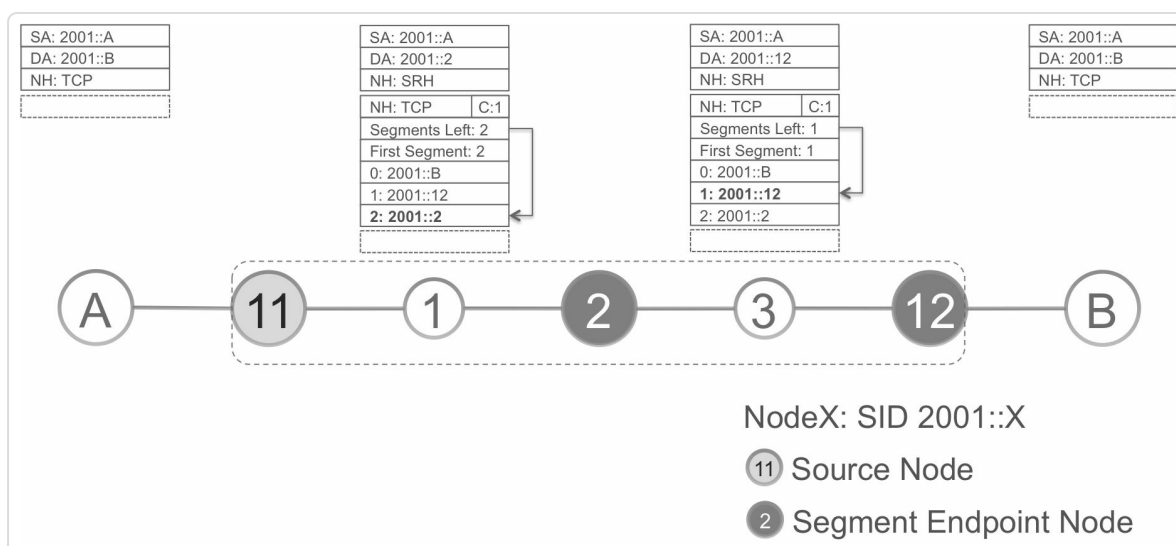 SA: 2001::A
DA: 2001::B
NH: TCP
SA: 2001::A
DA: 2001::2
NH: SRH
NH: TCP C:1
Segments Left: 2
First Segment: 2
0: 2001::B
1: 2001::12
2: 2001::2
SA: 2001::A
DA: 2001::12
NH: SRH
NH: TCP C:1
Segments Left: 1
First Segment: 1
0: 2001::B
1: 2001::12
2: 2001::2
SA: 2001::A
DA: 2001::B
NH: TCP
A 11 1 2 3 12 B
NodeX: SID 2001::X
11 Source Node
2 Segment Endpoint Node